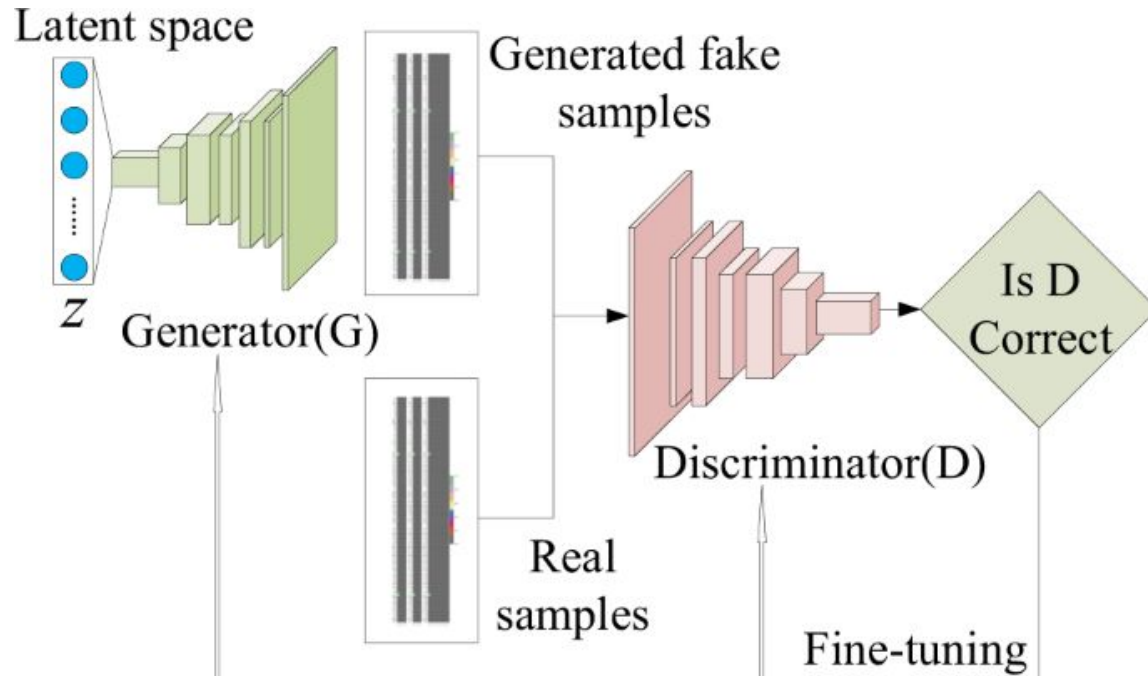 Latent space
Generated fake
samples
z
Generator(G)
Is D
Correct
Discriminator(D)
Real
samples
Fine-tuning